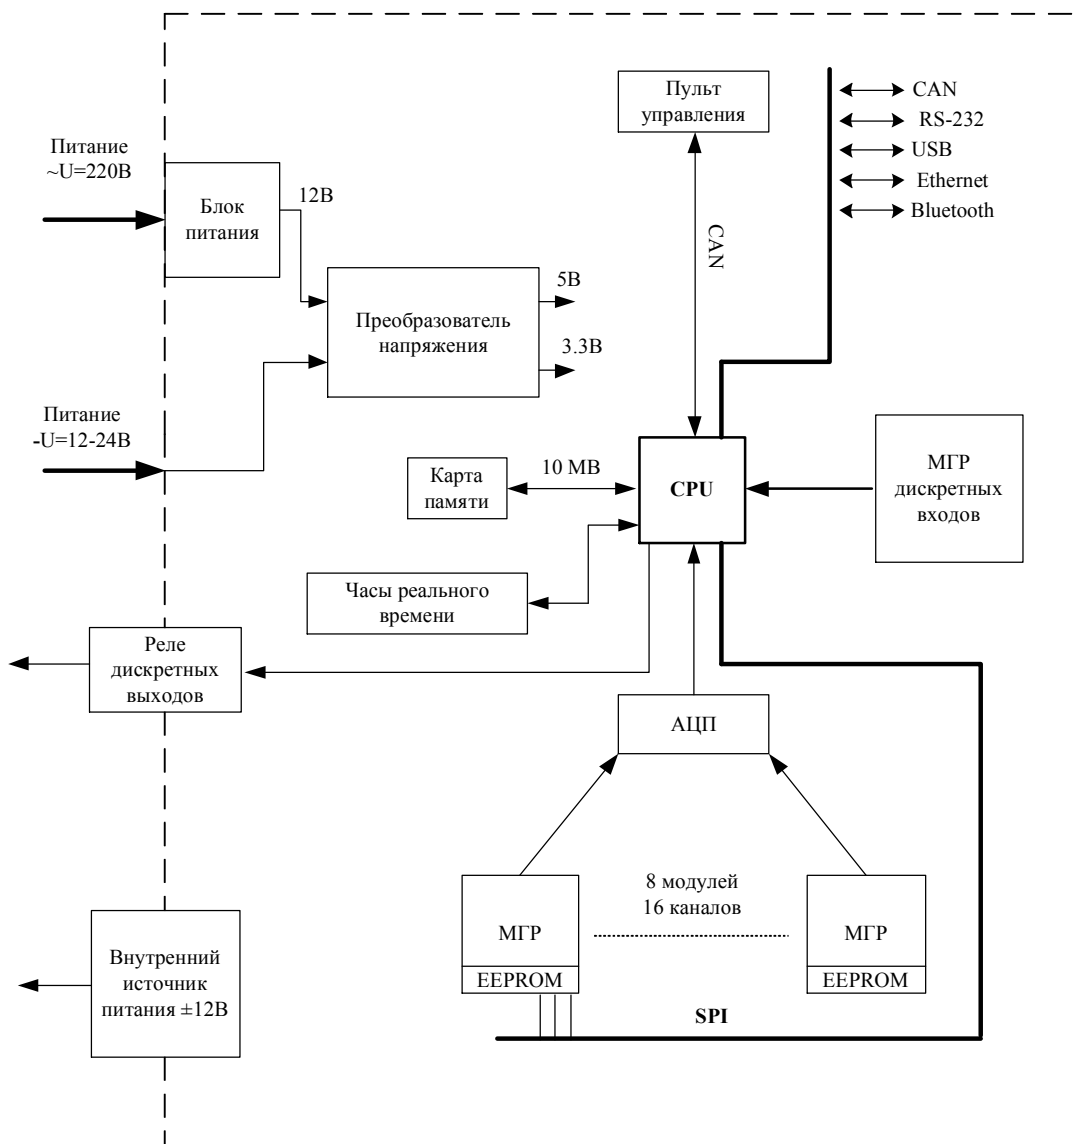 Пульт
управления
CAN
RS-232
USB
Ethernet
Bluetooth
Питание
~U=220В
Блок
питания
12В
CAN
5В
Преобразователь
напряжения
3.3В
Питание
-U=12-24В
Карта
памяти
10 МВ
CPU
МГР
дискретных
входов
Часы реального
времени
Реле
дискретных
выходов
АЦП
8 модулей
16 каналов
МГР
EEPROM
МГР
EEPROM
Внутренний
источник
питания ±12В
SPI